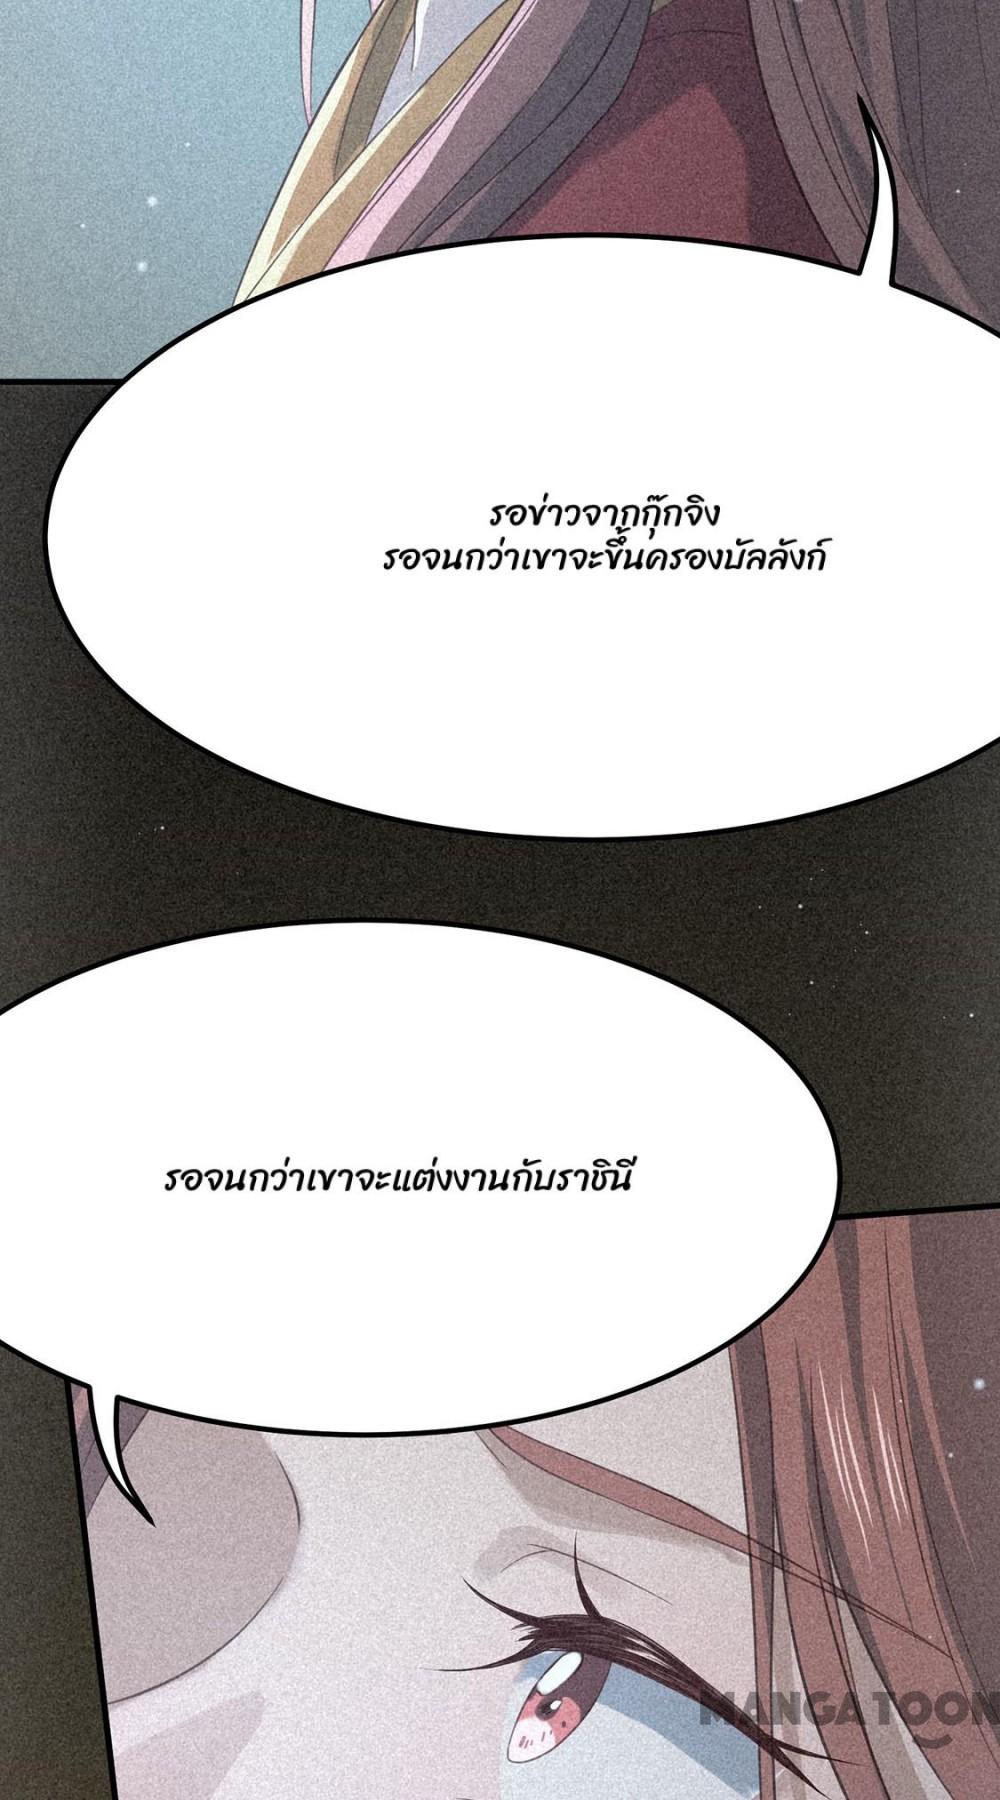 รอข่าวจากกุ๊กจิง
รอจนกว่าเขาจะขึ้นครองบัลลังก์
รอจนกว่าเขาจะแต่งงานกับราชินี
MANGATOON